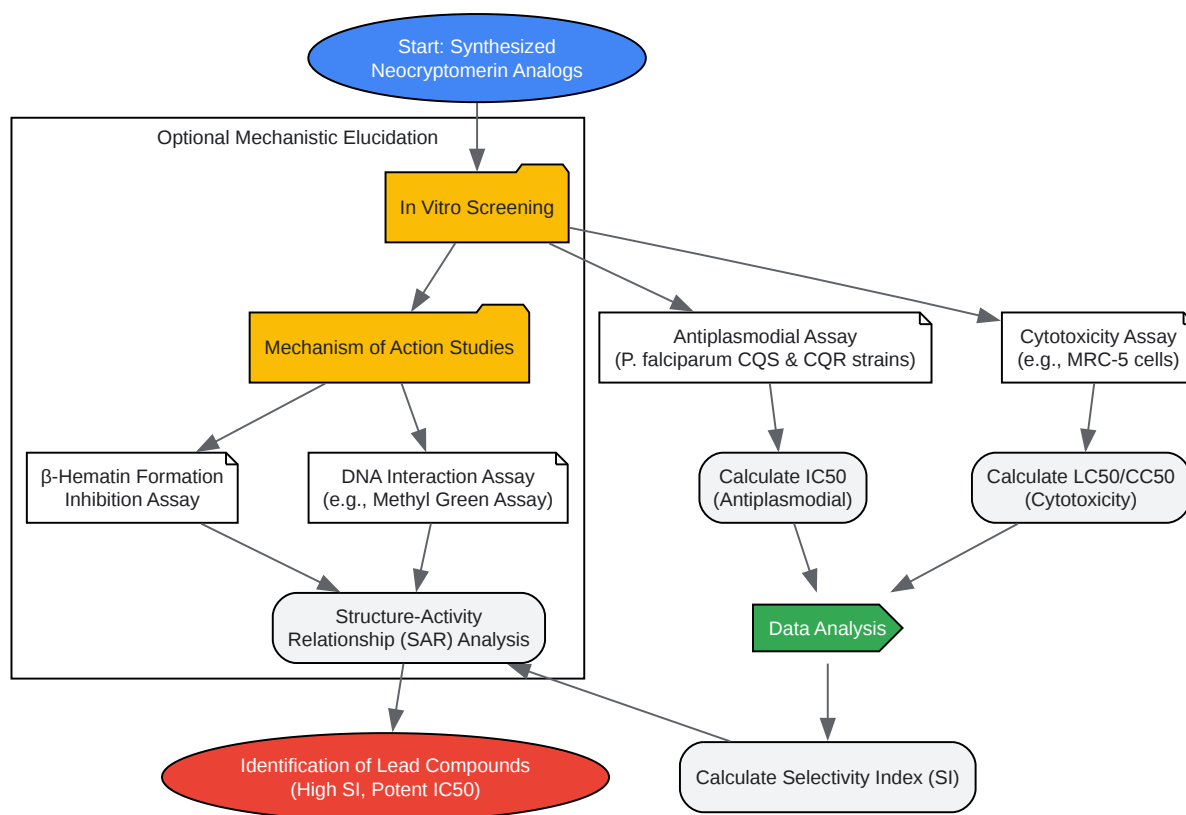 Start: Synthesized
Neocryptomerin Analogs
Optional Mechanistic Elucidation
In Vitro Screening
Mechanism of Action Studies
Antiplasmodial Assay
(P. falciparum CQS & CQR strains)
Cytotoxicity Assay
(e.g., MRC-5 cells)
β-Hematin Formation
Inhibition Assay
DNA Interaction Assay
(e.g., Methyl Green Assay)
Calculate IC50
(Antiplasmodial)
Calculate LC50/CC50
(Cytotoxicity)
Structure-Activity
Relationship (SAR) Analysis
Data Analysis
Identification of Lead Compounds
(High SI, Potent IC50)
Calculate Selectivity Index (SI)